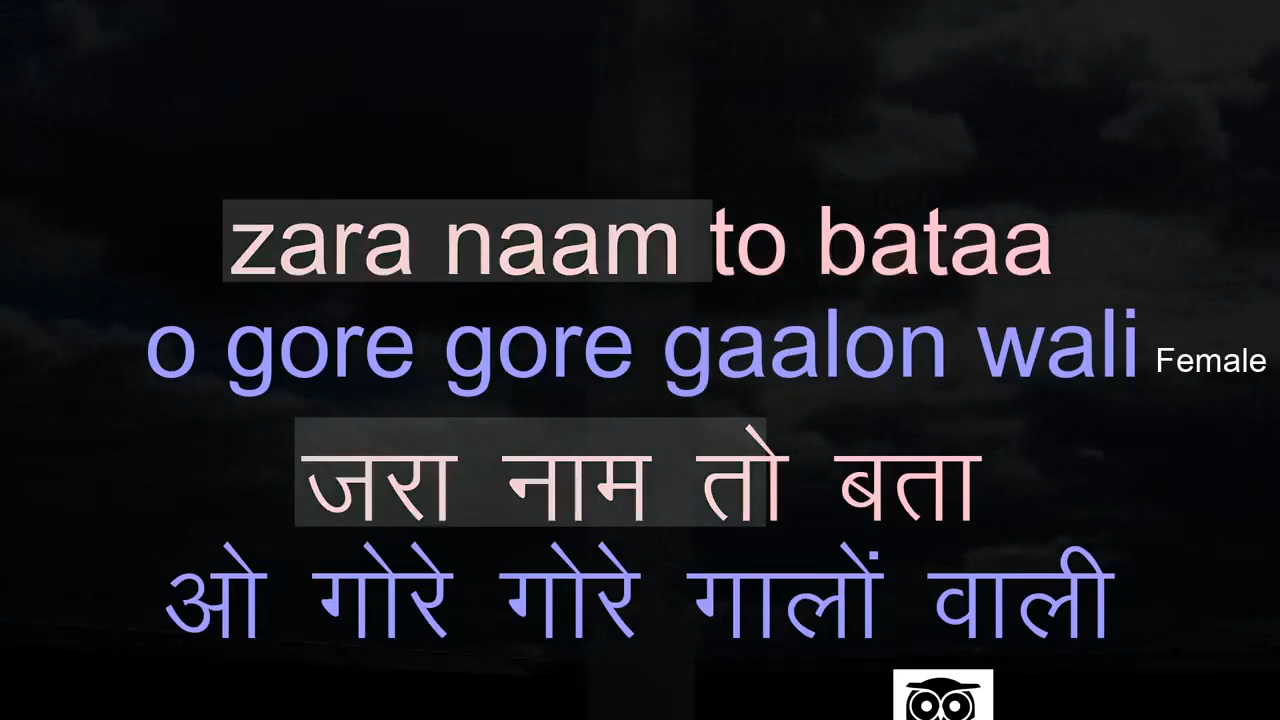 zara naam to bataa
o gore gore gaalon wali
Female
जरा नाम तो बता
ओ गोरे गोरे गालों वाली